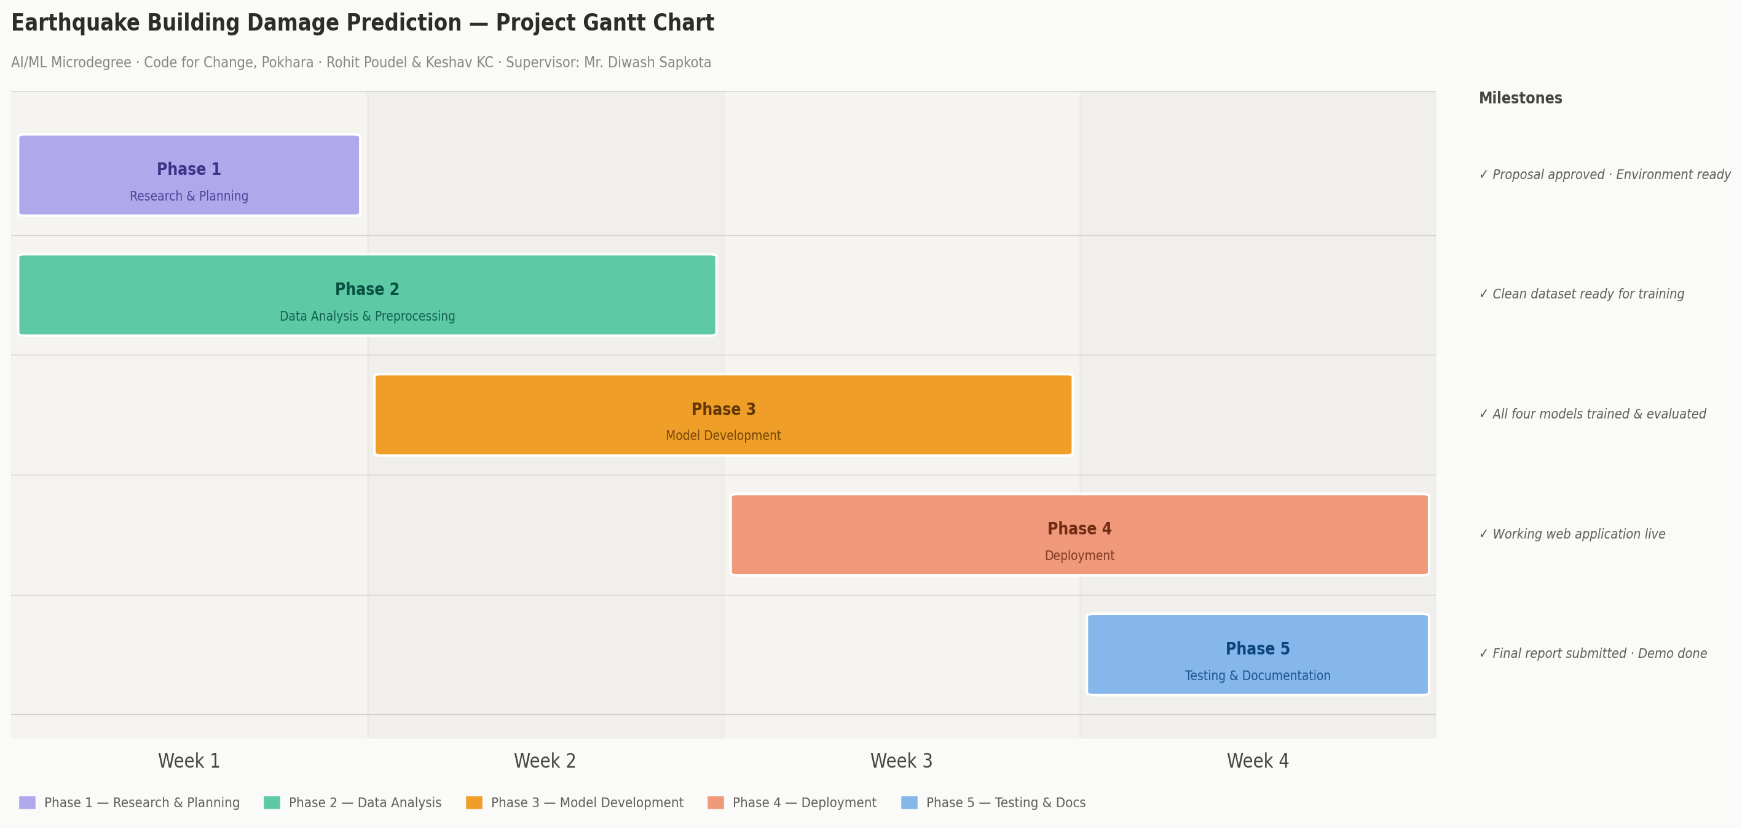 Earthquake Building Damage Prediction — Project Gantt Chart
AI/ML Microdegree · Code for Change, Pokhara · Rohit Poudel & Keshav KC · Supervisor: Mr. Diwash Sapkota
Milestones
Phase 1
Research & Planning
✓ Proposal approved · Environment ready
Phase 2
Data Analysis & Preprocessing
✓ Clean dataset ready for training
Phase 3
Model Development
✓ All four models trained & evaluated
Phase 4
Deployment
✓ Working web application live
Phase 5
Testing & Documentation
✓ Final report submitted · Demo done
Week 1
Week 2
Week 3
Week 4
Phase 1 — Research & Planning
Phase 2 — Data Analysis
Phase 3 — Model Development
Phase 4 — Deployment
Phase 5 — Testing & Docs